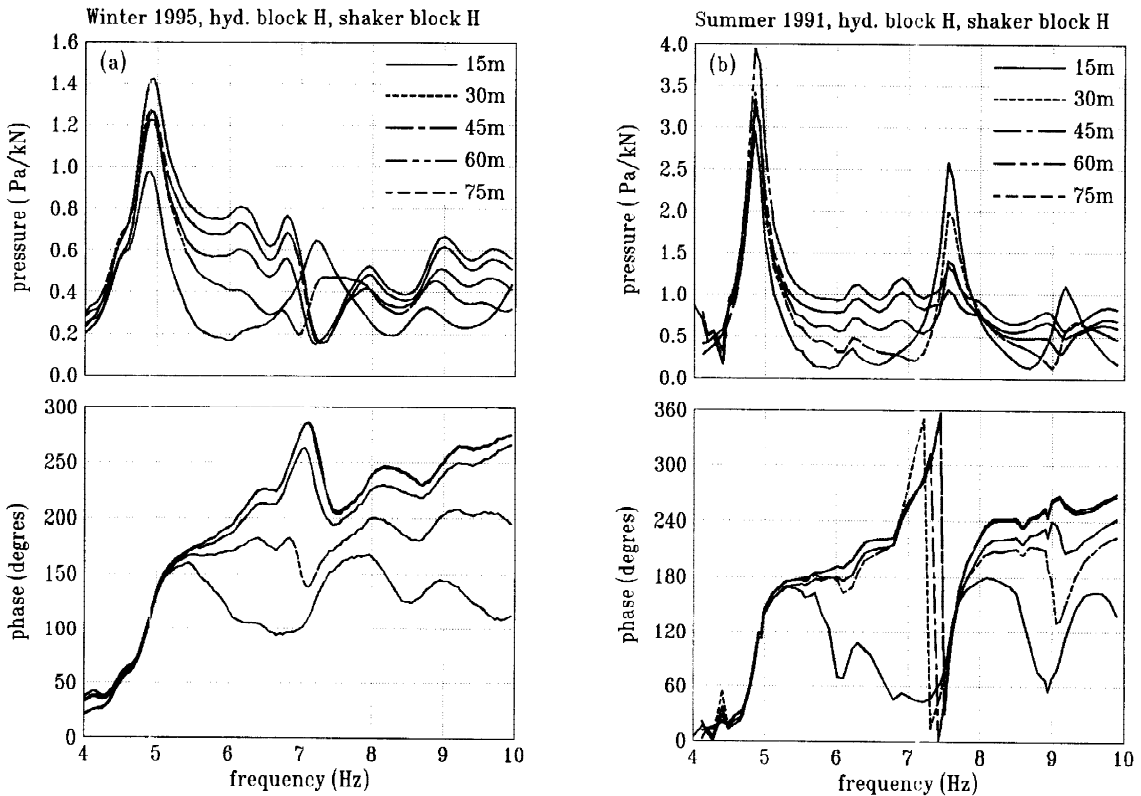 Winter 1995, hyd. block H, shaker block H
1.6
1.4
1.2
1.0
0.8
0.6
0.4
0.2
0.0
pressure ( Pa/kN)
(a)
15m
30m
45m
60m
75m
300
250
200
150
100
50
0
phase (degres)
4 5 6 7 8 9 10
frequency (Hz)
Summer 1991, hyd. block H, shaker block H
4.0
3.5
3.0
2.5
2.0
1.5
1.0
0.5
0.0
pressure ( Pa/kN)
(b)
15m
30m
45m
60m
75m
360
300
240
180
120
60
0
phase (degres)
4 5 6 7 8 9 10
frequency (Hz)